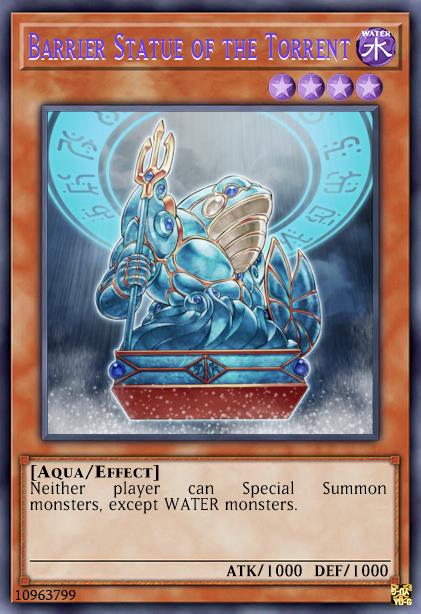 BARRIER STATUE OF THE TORRENT
WATER
水
[AQUA/EFFECT]
Neither player can Special Summon
monsters, except WATER monsters.
ATK/1000 DEF/1000
10963799